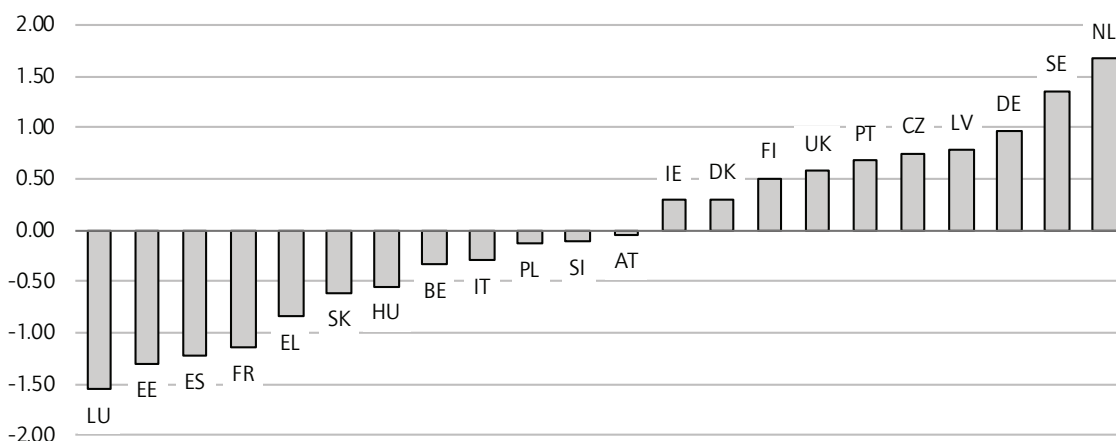 2.00
1.50
1.00
0.50
0.00
-0.50
-1.00
-1.50
-2.00
LU
EE
ES
FR
EL
SK
HU
BE
IT
PL
SI
AT
IE
DK
FI
UK
PT
CZ
LV
DE
SE
NL